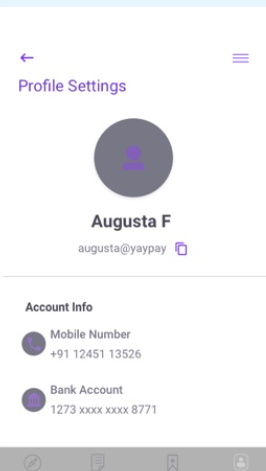 Profile Settings
Augusta F
augusta@yaypay
Account Info
Mobile Number
+91 12451 13526
Bank Account
1273 xxxx xxxx 8771